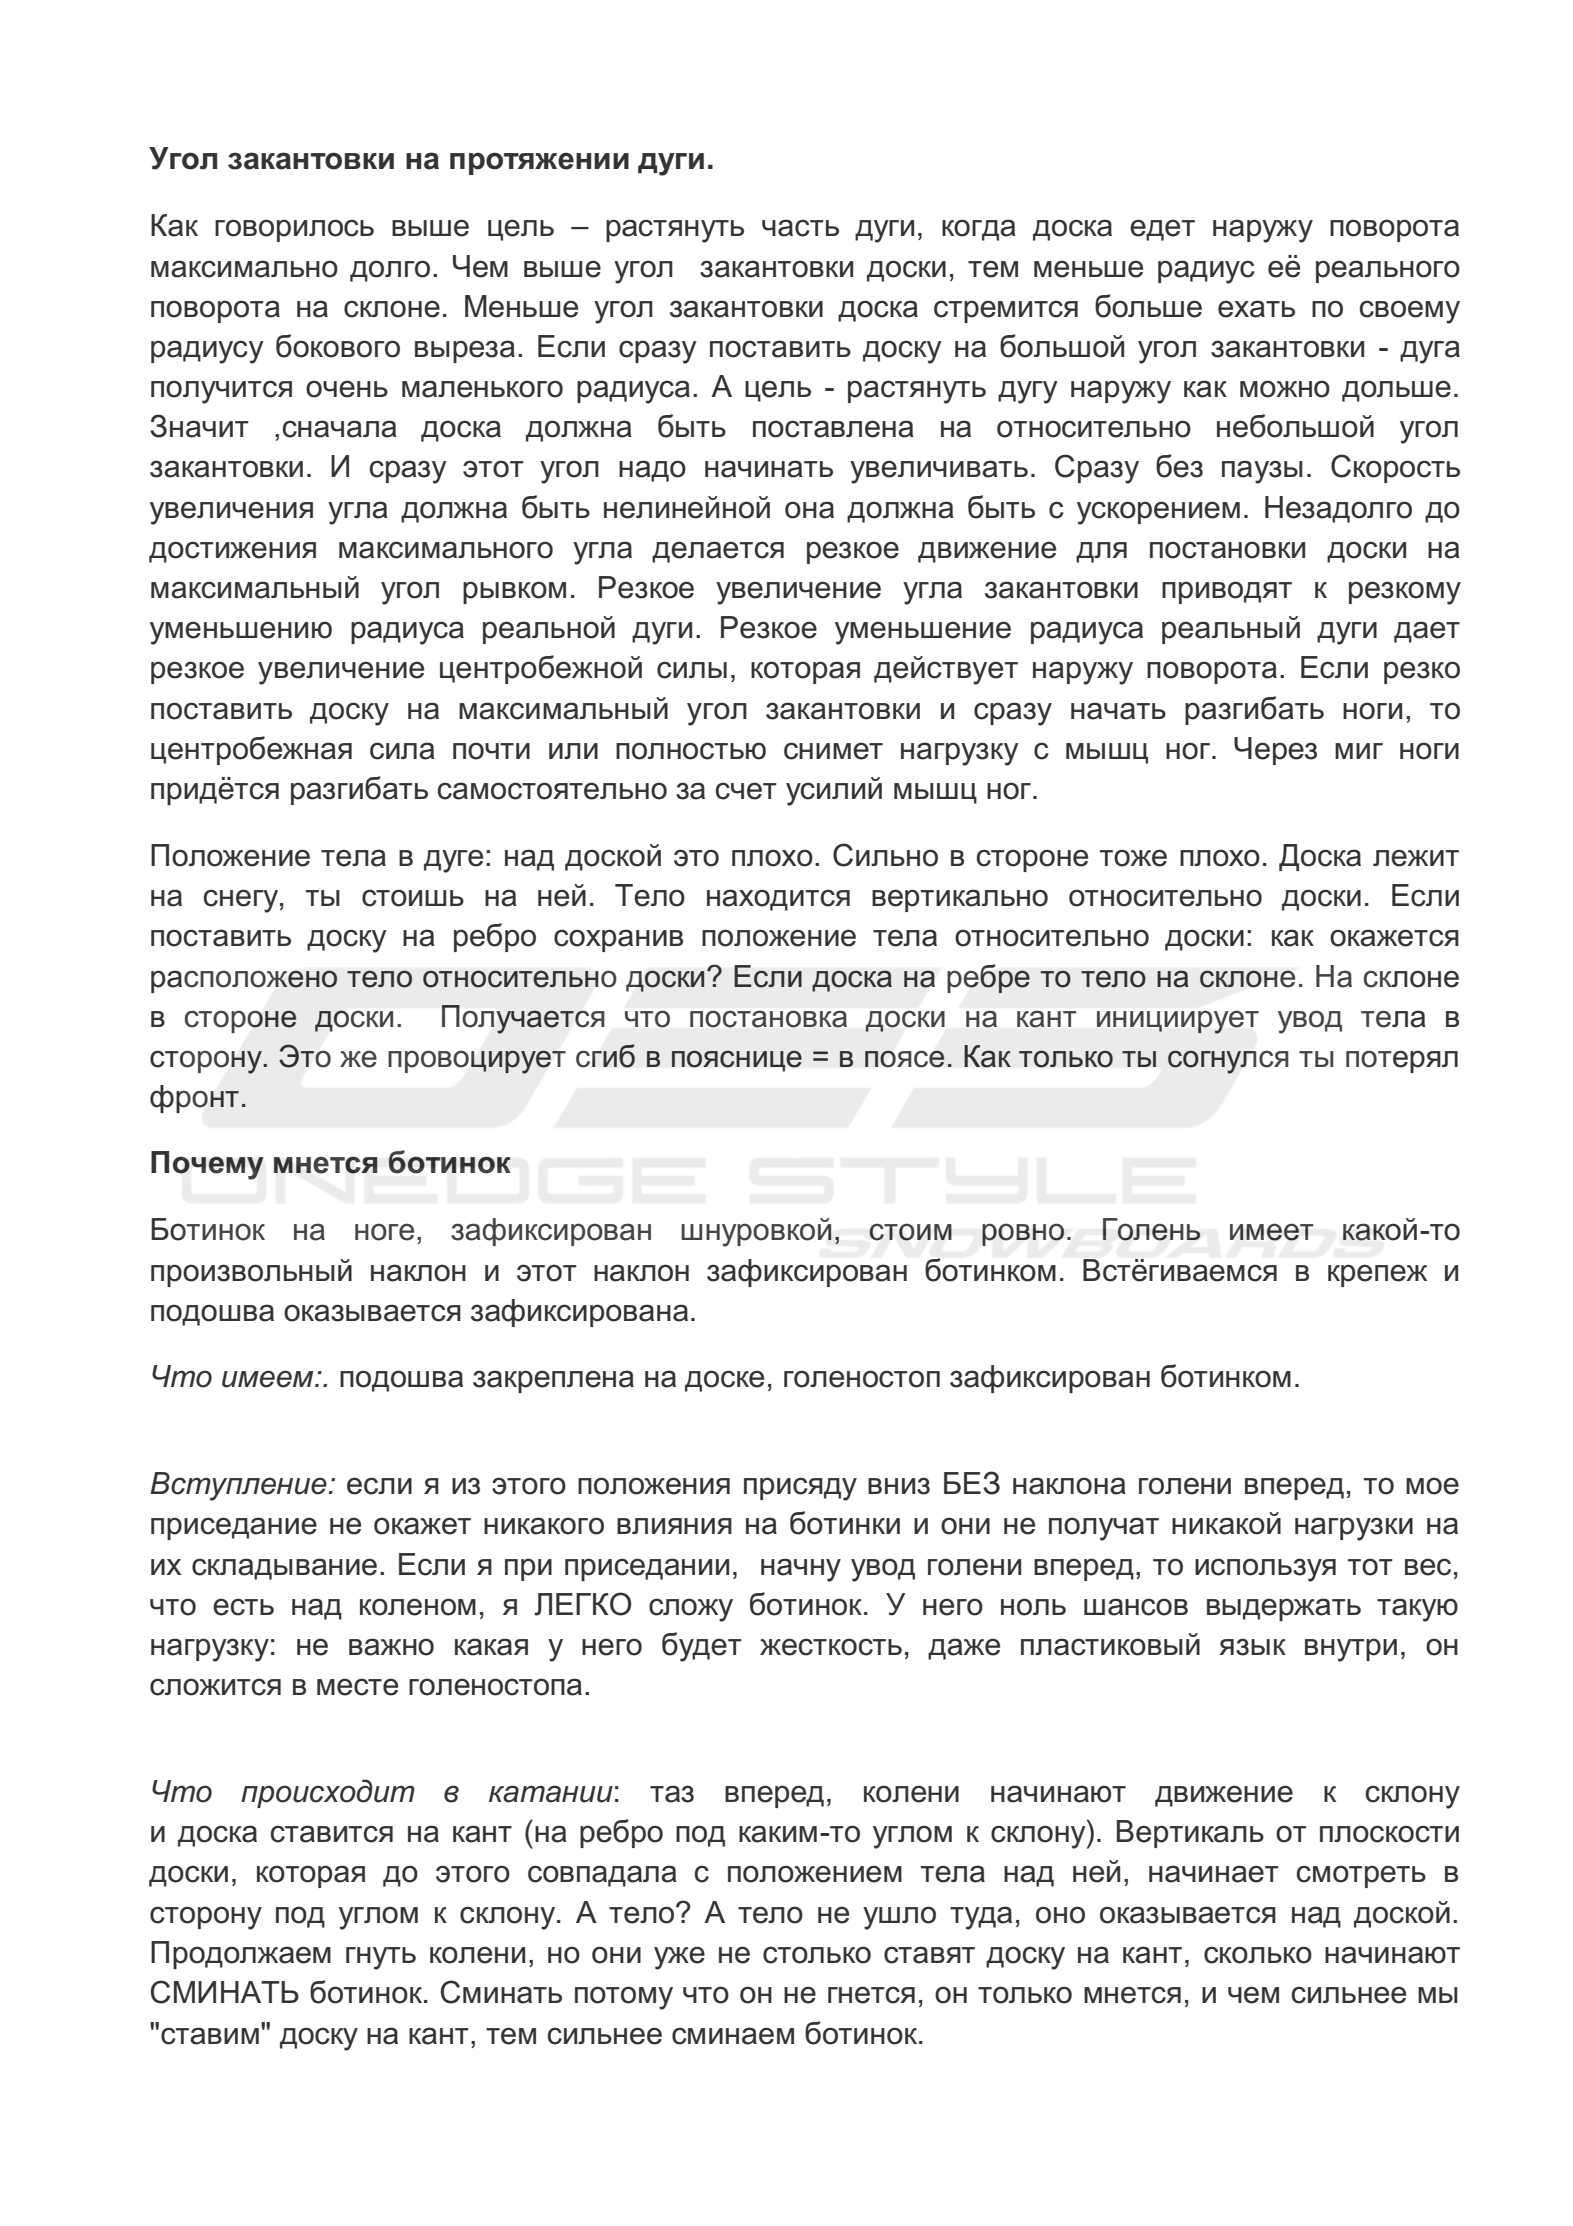 Угол закантовки на протяжении дуги.
Как говорилось выше цель – растянуть часть дуги, когда доска едет наружу поворота
максимально долго. Чем выше угол  закантовки доски, тем меньше радиус её реального
поворота на склоне. Меньше угол закантовки доска стремится больше ехать по своему
радиусу бокового выреза. Если сразу поставить доску на большой угол закантовки - дуга
получится очень маленького радиуса. А цель - растянуть дугу наружу как можно дольше.
Значит ,сначала доска должна быть поставлена на относительно небольшой угол
закантовки. И сразу этот угол надо начинать увеличивать. Сразу без паузы. Скорость
увеличения угла должна быть нелинейной она должна быть с ускорением. Незадолго до
достижения максимального угла делается резкое движение для постановки доски на
максимальный угол рывком. Резкое увеличение угла закантовки приводят к резкому
уменьшению радиуса реальной дуги. Резкое уменьшение радиуса реальный дуги дает
резкое увеличение центробежной силы, которая действует наружу поворота. Если резко
поставить доску на максимальный угол закантовки и сразу начать разгибать ноги, то
центробежная сила почти или полностью снимет нагрузку с мышц ног. Через миг ноги
придётся разгибать самостоятельно за счет усилий мышц ног.
Положение тела в дуге: над доской это плохо. Сильно в стороне тоже плохо. Доска лежит
на снегу, ты стоишь на ней. Тело находится вертикально относительно доски. Если
поставить доску на ребро сохранив положение тела относительно доски: как окажется
расположено тело относительно доски? Если доска на ребре то тело на склоне. На склоне
в стороне доски.  Получается что постановка доски на кант инициирует увод тела в
сторону. Это же провоцирует сгиб в пояснице = в поясе. Как только ты согнулся ты потерял
фронт.
OES
Почему мнется ботинок
ONEDGE STYLE
SNOWBOARDS
Ботинок на ноге, зафиксирован шнуровкой, стоим ровно. Голень имеет какой-то
произвольный наклон и этот наклон зафиксирован ботинком. Встёгиваемся в крепеж и
подошва оказывается зафиксирована.
Что имеем:. подошва закреплена на доске, голеностоп зафиксирован ботинком.
Вступление: если я из этого положения присяду вниз БЕЗ наклона голени вперед, то мое
приседание не окажет никакого влияния на ботинки и они не получат никакой нагрузки на
их складывание. Если я при приседании,  начну увод голени вперед, то используя тот вес,
что есть над коленом, я ЛЕГКО сложу ботинок. У него ноль шансов выдержать такую
нагрузку: не важно какая у него будет жесткость, даже пластиковый язык внутри, он
сложится в месте голеностопа.
Что происходит в катании: таз вперед, колени начинают движение к склону
и доска ставится на кант (на ребро под каким-то углом к склону). Вертикаль от плоскости
доски, которая до этого совпадала с положением тела над ней, начинает смотреть в
сторону под углом к склону. А тело? А тело не ушло туда, оно оказывается над доской.
Продолжаем гнуть колени, но они уже не столько ставят доску на кант, сколько начинают
СМИНАТЬ ботинок. Сминать потому что он не гнется, он только мнется, и чем сильнее мы
"ставим" доску на кант, тем сильнее сминаем ботинок.